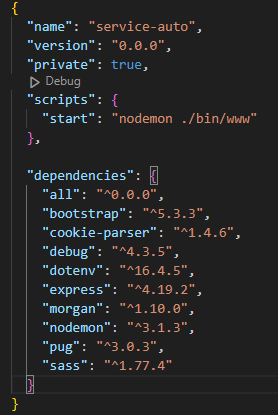 {
"name": "service-auto",
"version": "0.0.0",
"private": true,
Debug
"scripts": {
"start": "nodemon ./bin/www"
},
"dependencies": {
"all": "^0.0.0",
"bootstrap": "^5.3.3",
"cookie-parser": "^1.4.6",
"debug": "^4.3.5",
"dotenv": "^16.4.5",
"express": "^4.19.2",
"morgan": "^1.10.0",
"nodemon": "^3.1.3",
"pug": "^3.0.3",
"sass": "^1.77.4"
}
}